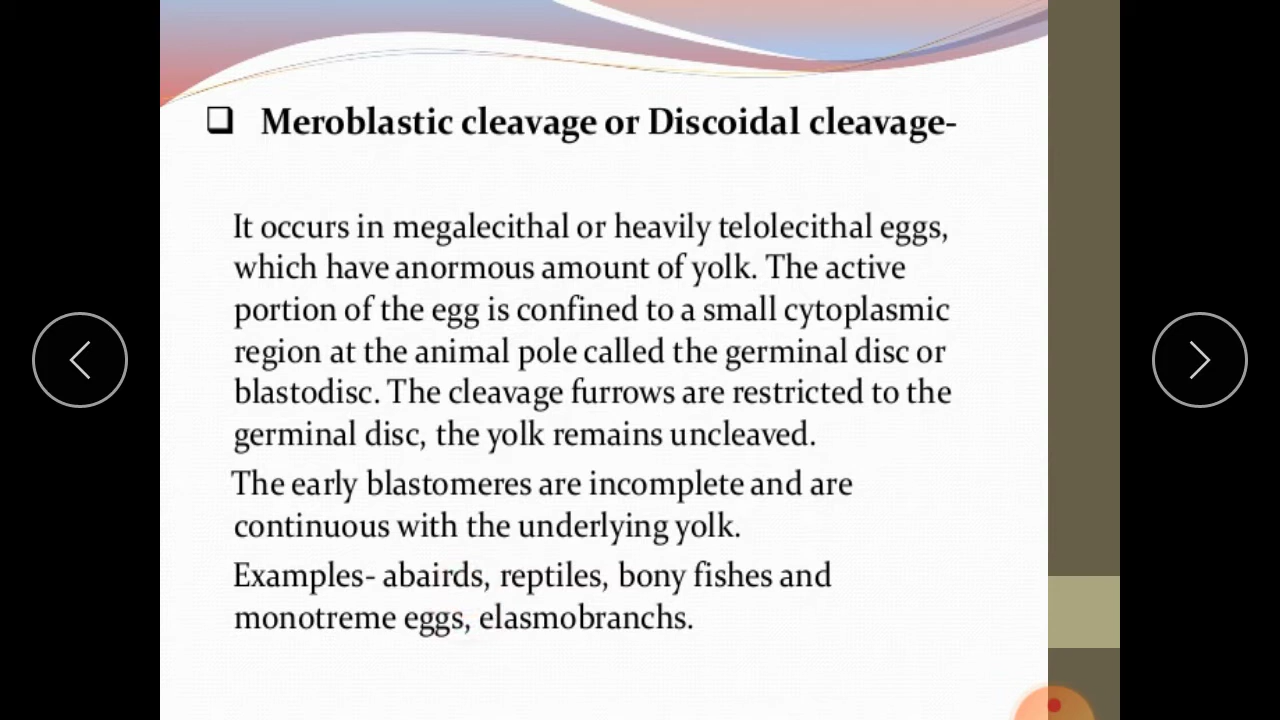 ❑ Meroblastic cleavage or Discoidal cleavage-
It occurs in megalecithal or heavily telolecithal eggs,
which have anormous amount of yolk. The active
portion of the egg is confined to a small cytoplasmic
region at the animal pole called the germinal disc or
blastodisc. The cleavage furrows are restricted to the
germinal disc, the yolk remains uncleaved.
The early blastomeres are incomplete and are
continuous with the underlying yolk.
Examples- abairds, reptiles, bony fishes and
monotreme eggs, elasmobranchs.